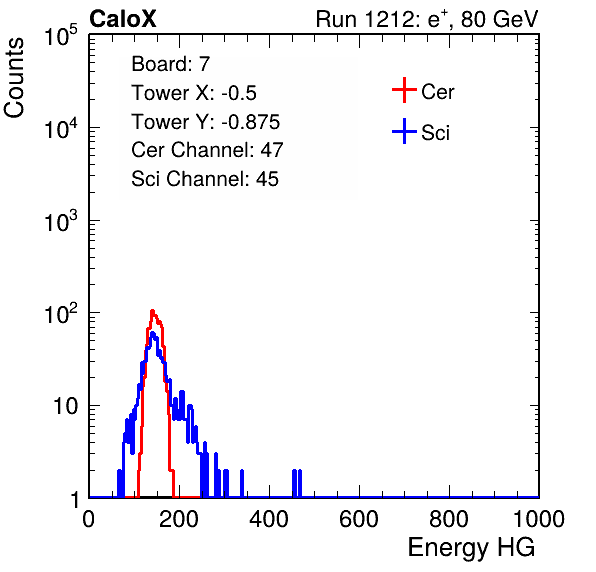 CaloX Run 1212: e⁺, 80 GeV
Counts
10⁵
10⁴
10³
10²
10
1
Board: 7
Tower X: -0.5
Tower Y: -0.875
Cer Channel: 47
Sci Channel: 45
Cer
Sci
0 200 400 600 800 1000
Energy HG